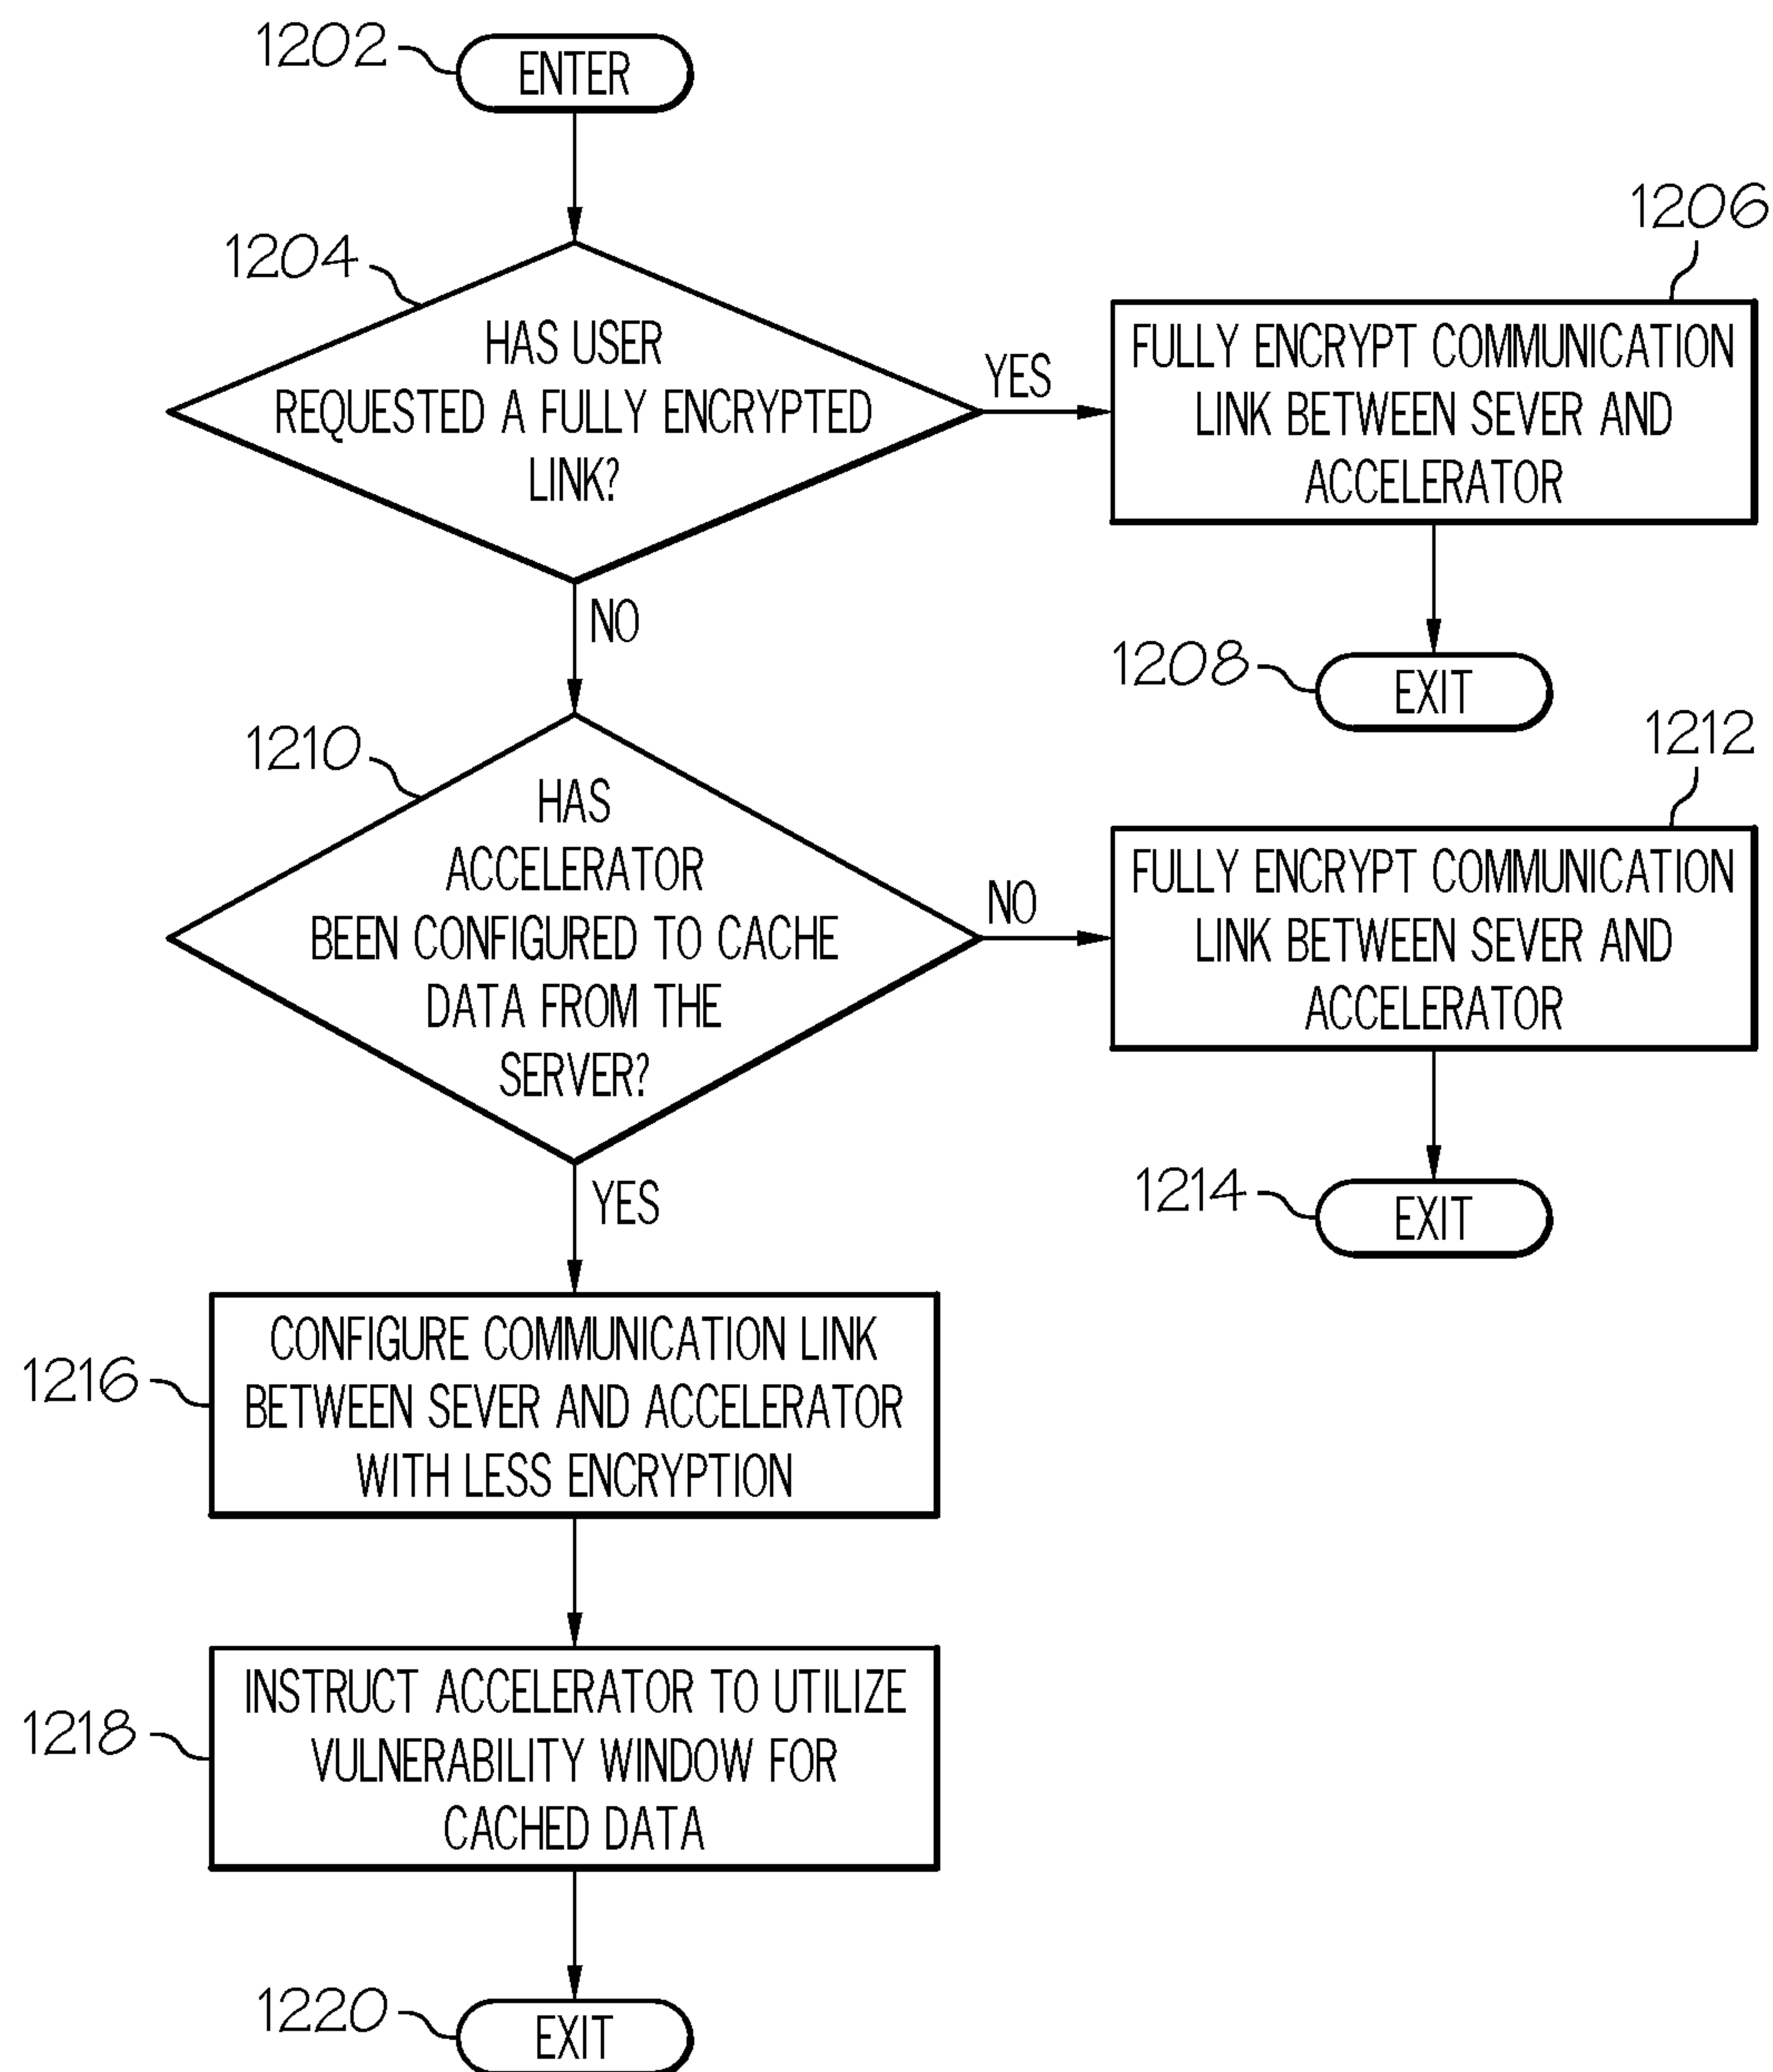 1202
ENTER
1204
HAS USER
REQUESTED A FULLY ENCRYPTED
LINK?
YES
1206
FULLY ENCRYPT COMMUNICATION
LINK BETWEEN SEVER AND
ACCELERATOR
1208
EXIT
NO
1210
HAS
ACCELERATOR
BEEN CONFIGURED TO CACHE
DATA FROM THE
SERVER?
NO
1212
FULLY ENCRYPT COMMUNICATION
LINK BETWEEN SEVER AND
ACCELERATOR
1214
EXIT
YES
1216
CONFIGURE COMMUNICATION LINK
BETWEEN SEVER AND ACCELERATOR
WITH LESS ENCRYPTION
1218
INSTRUCT ACCELERATOR TO UTILIZE
VULNERABILITY WINDOW FOR
CACHED DATA
1220
EXIT